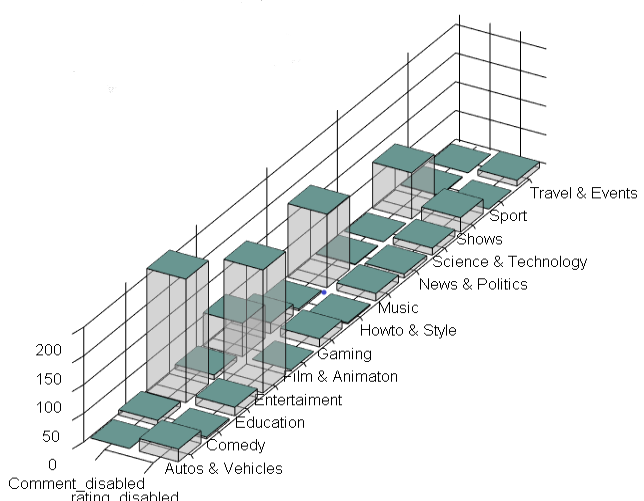 Travel & Events
Sport
Shows
Science & Technology
News & Politics
Music
Howto & Style
Gaming
Film & Animaton
Entertaiment
Education
Comedy
Autos & Vehicles
200
150
100
50
0
Comment_disabled
rating_disabled